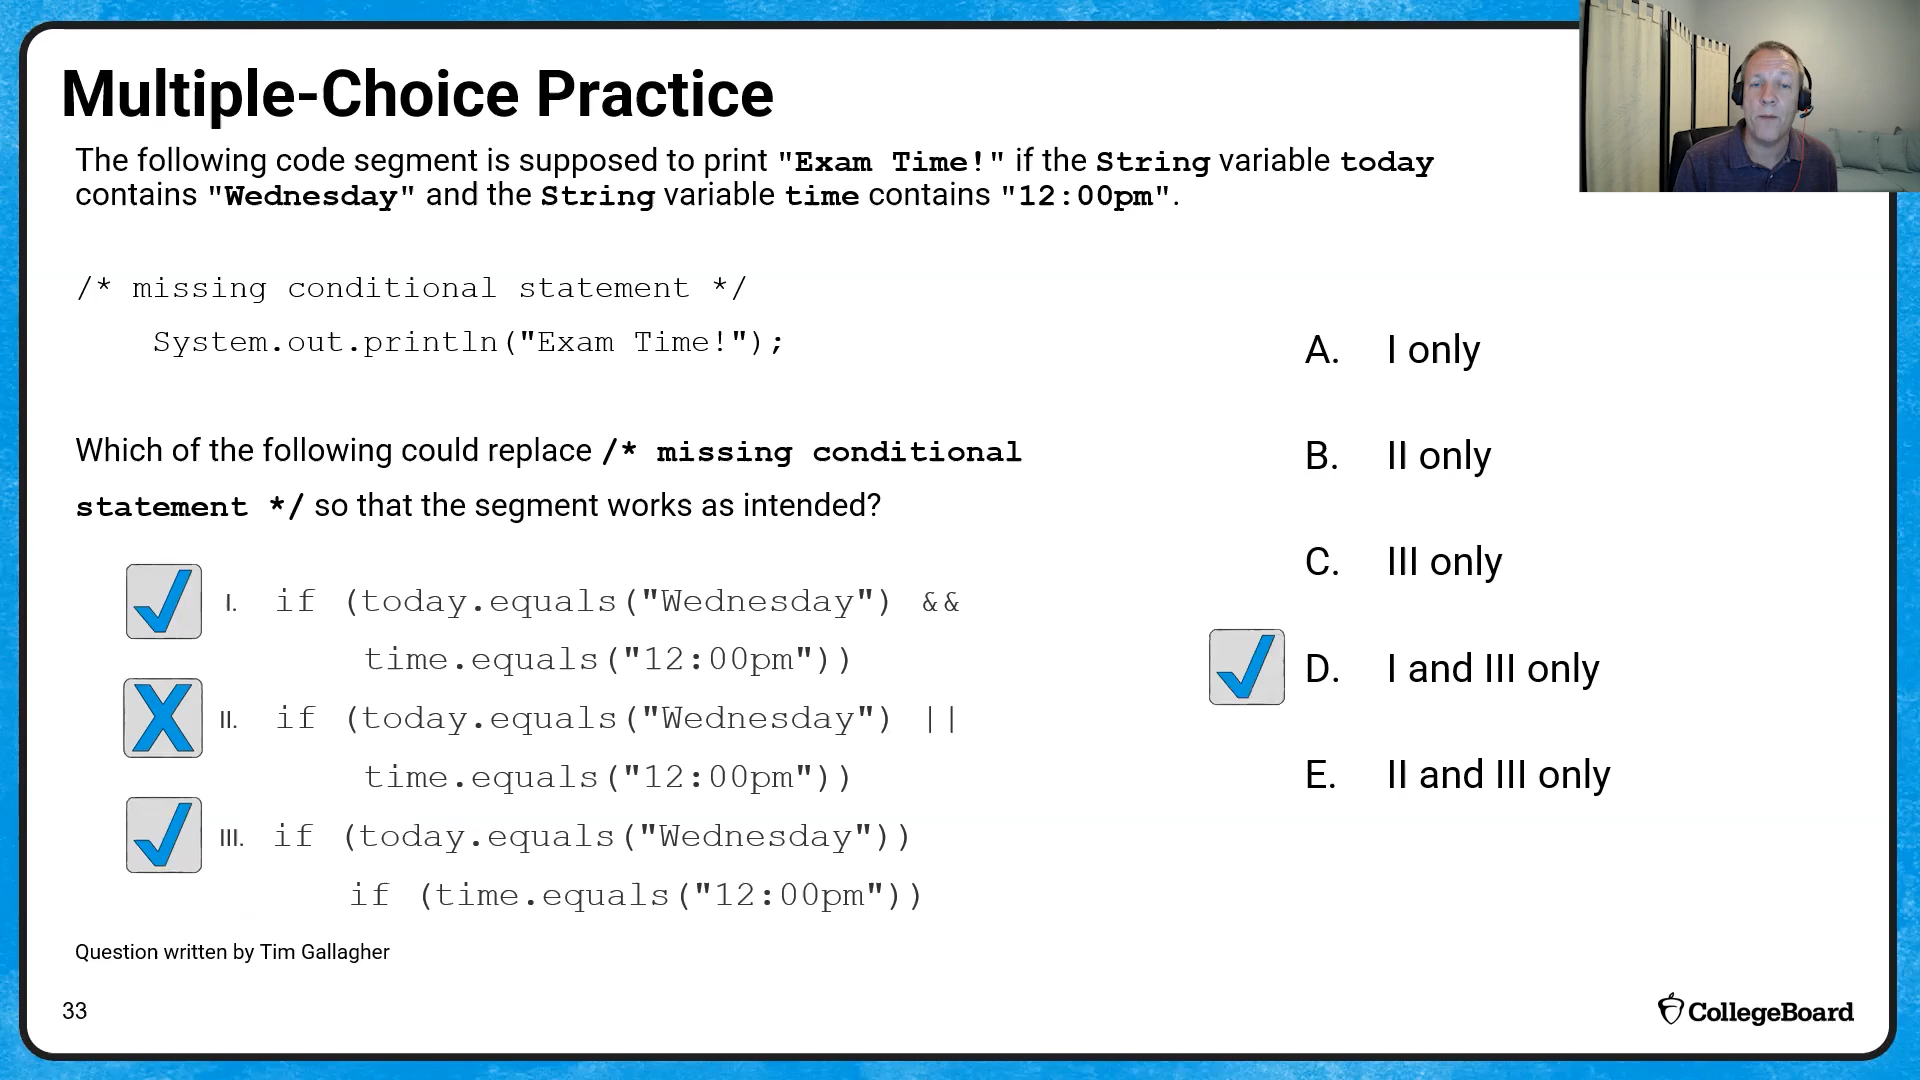 Multiple-Choice Practice
The following code segment is supposed to print "Exam Time!" if the String variable today
contains "Wednesday" and the String variable time contains "12:00pm".
/* missing conditional statement */
System.out.println("Exam Time!");
Which of the following could replace /* missing conditional
statement */ so that the segment works as intended?
I. if (today.equals("Wednesday") &&
time.equals("12:00pm"))
II. if (today.equals("Wednesday") ||
time.equals("12:00pm"))
III. if (today.equals("Wednesday"))
if (time.equals("12:00pm"))
A. I only
B. II only
C. III only
D. I and III only
E. II and III only
Question written by Tim Gallagher
33
CollegeBoard